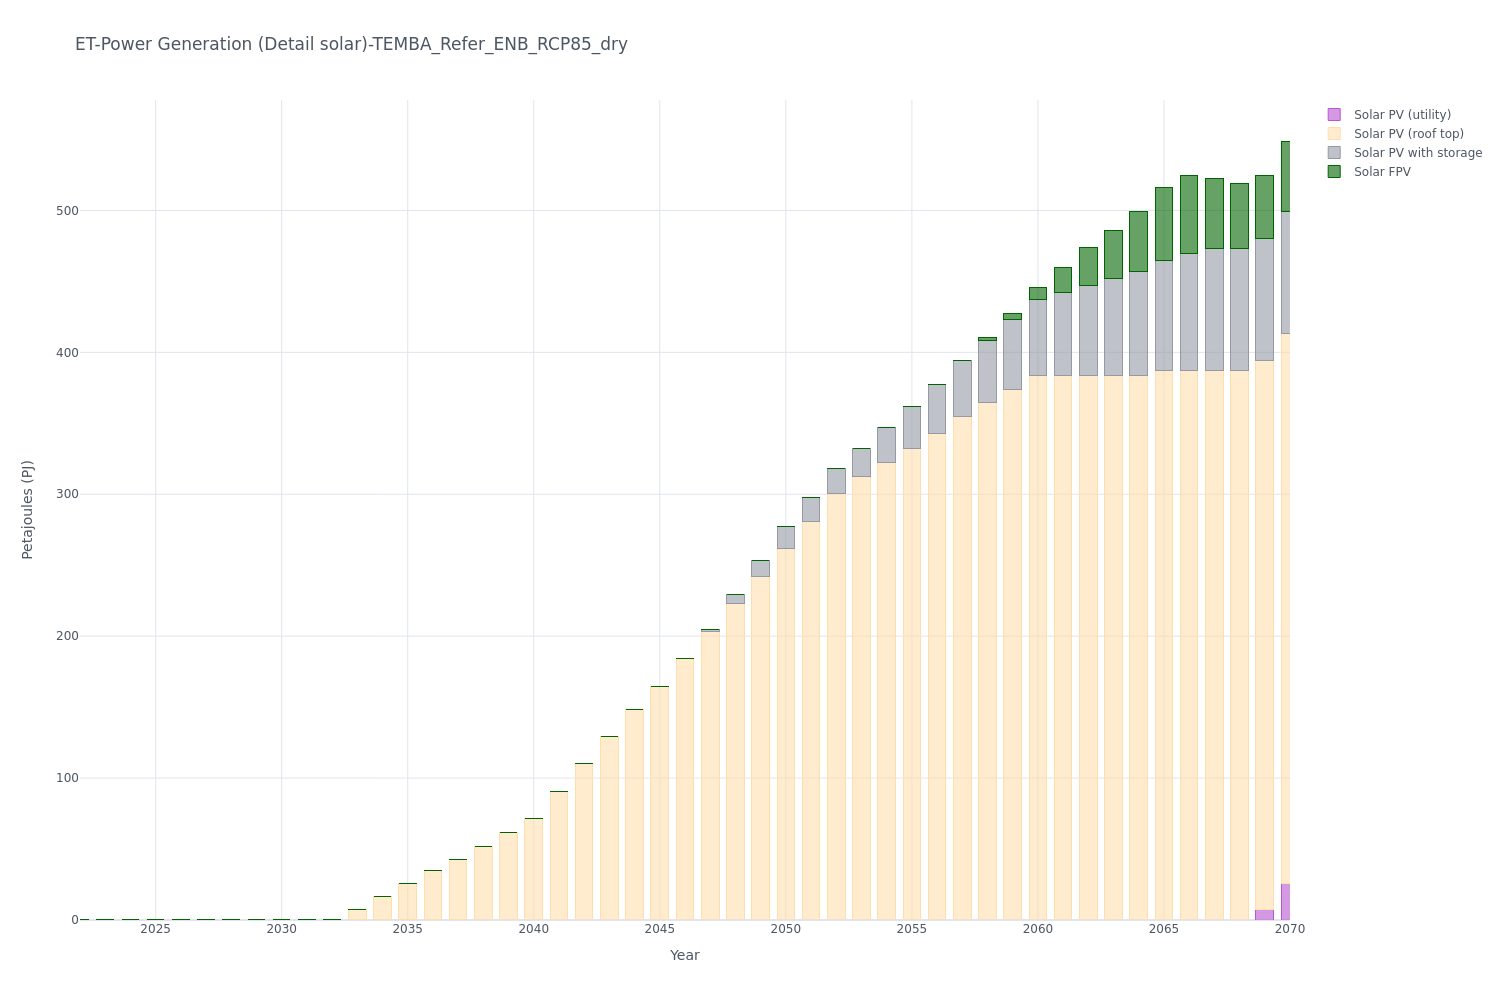 ET-Power Generation (Detail solar)-TEMBA_Refer_ENB_RCP85_dry
Solar PV (utility)
Solar PV (roof top)
Solar PV with storage
Solar FPV
500
400
300
200
100
0
Petajoules (PJ)
2025 2030 2035 2040 2045 2050 2055 2060 2065 2070
Year